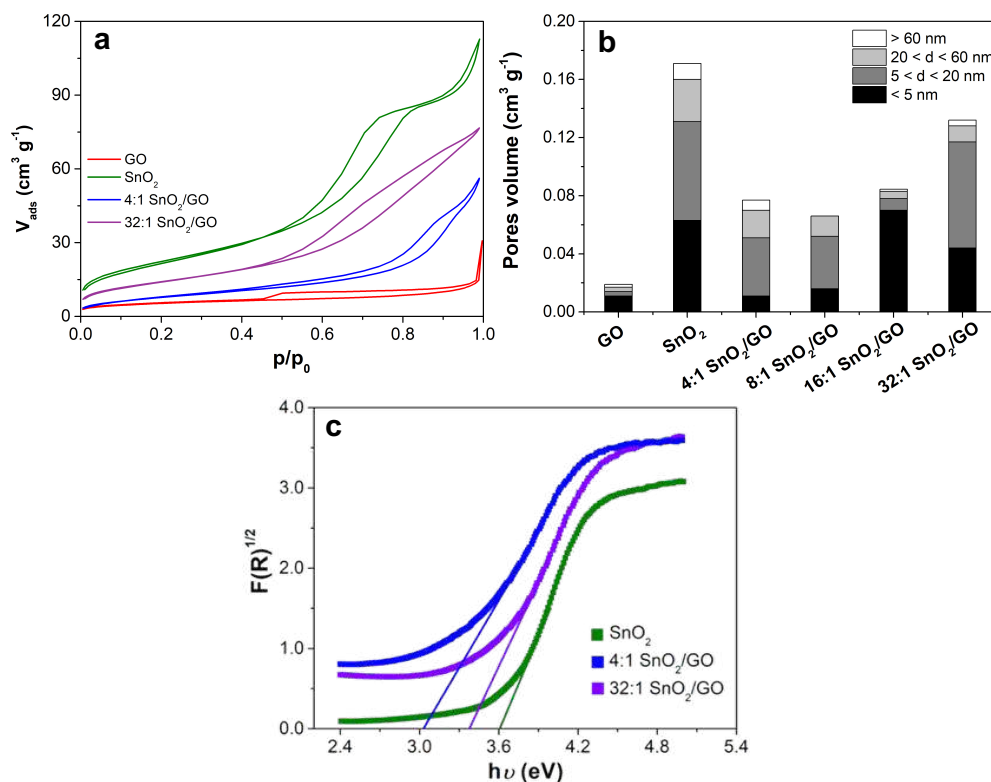 a
V_ads (cm³ g⁻¹)
120
90
60
30
0
GO
SnO₂
4:1 SnO₂/GO
32:1 SnO₂/GO
0.0 0.2 0.4 0.6 0.8 1.0
p/p₀
b
Pores volume (cm³ g⁻¹)
0.20
0.16
0.12
0.08
0.04
0.00
> 60 nm
20 < d < 60 nm
5 < d < 20 nm
< 5 nm
GO
SnO₂
4:1 SnO₂/GO
8:1 SnO₂/GO
16:1 SnO₂/GO
32:1 SnO₂/GO
c
F(R)^1/2
4.0
3.0
2.0
1.0
0.0
SnO₂
4:1 SnO₂/GO
32:1 SnO₂/GO
2.4 3.0 3.6 4.2 4.8 5.4
hυ (eV)